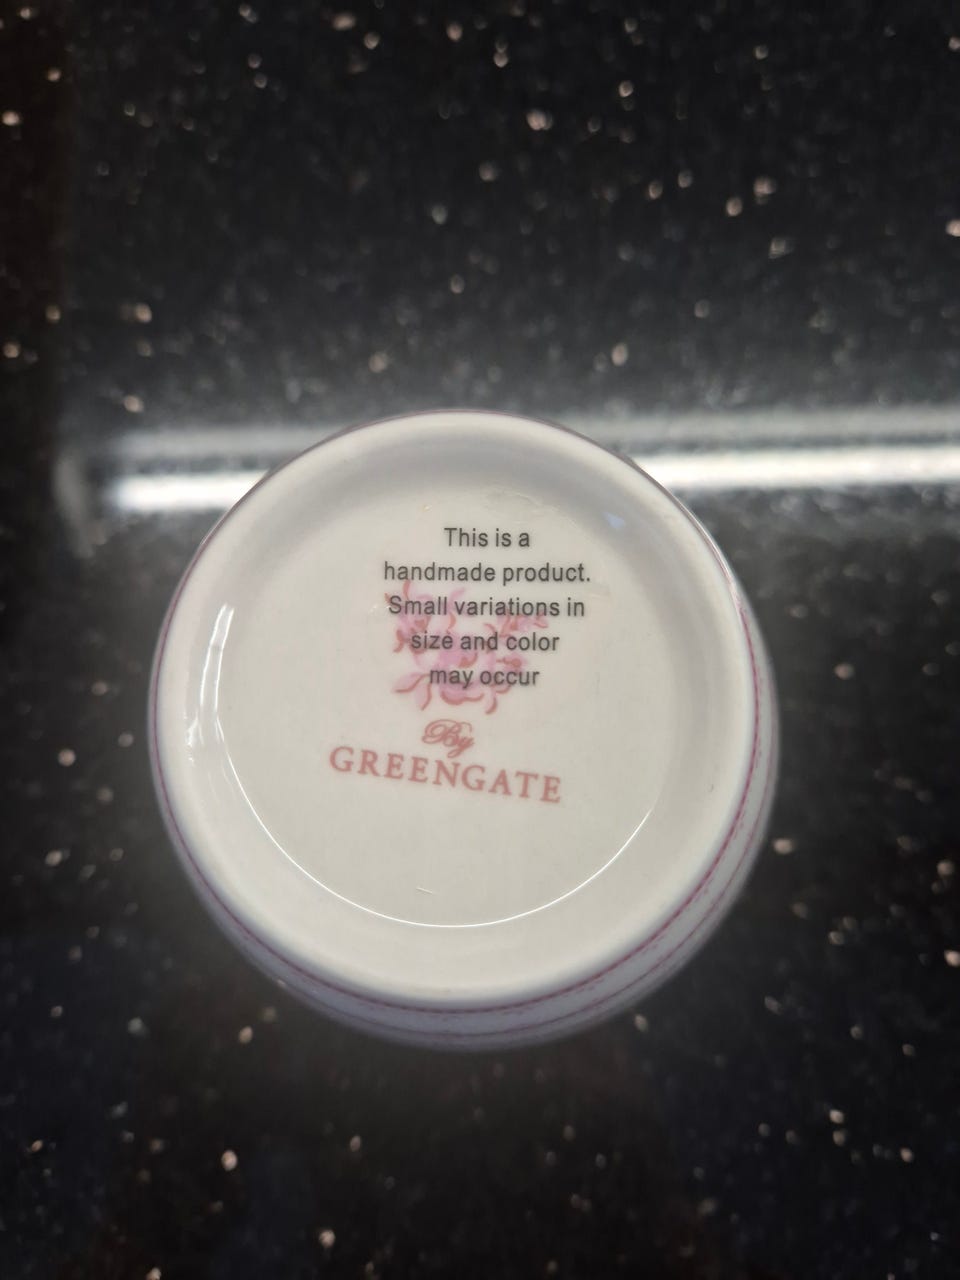 This is a
handmade product.
Small variations in
size and color
may occur
By
GREENGATE